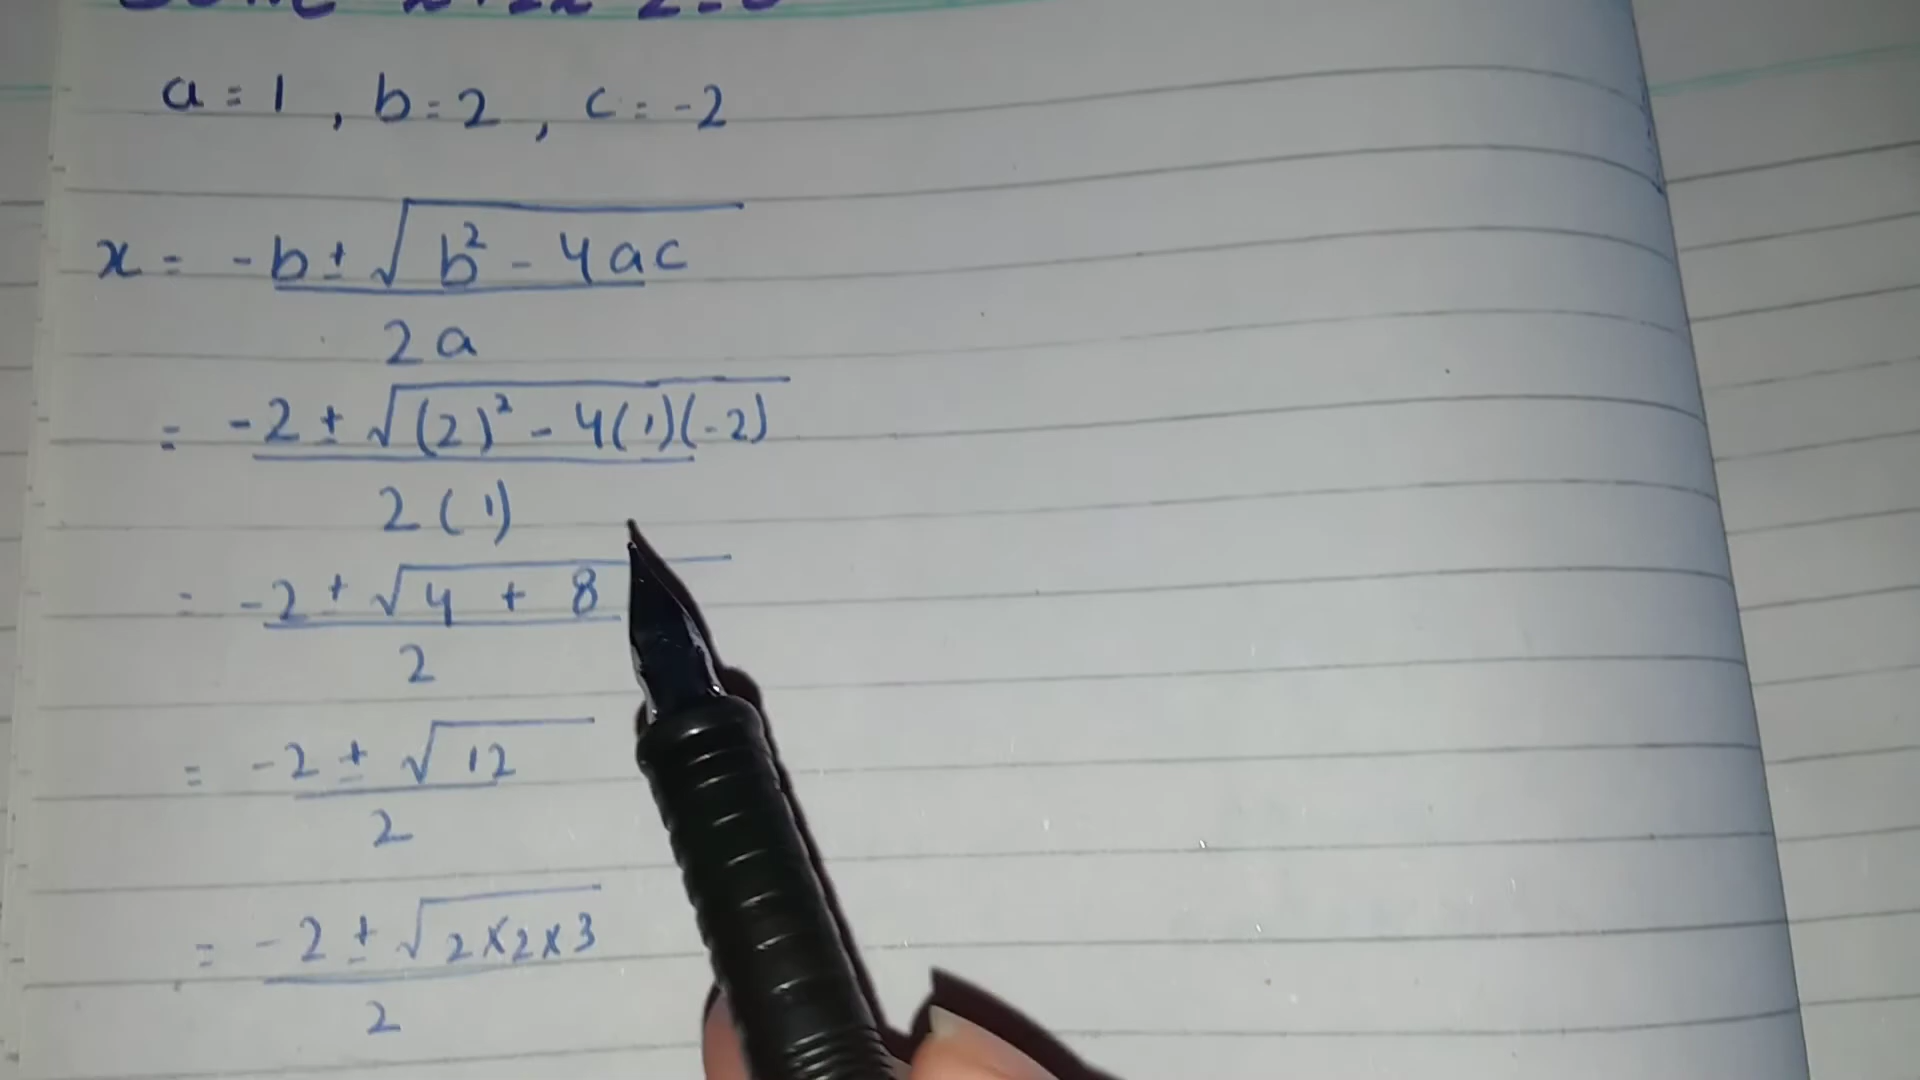 a = 1 , b = 2 , c = -2
x = -b ± √(b² - 4ac)
2a
= -2 ± √((2)² - 4(1)(-2))
2(1)
= -2 ± √(4 + 8)
2
= -2 ± √12
2
= -2 ± √(2×2×3)
2